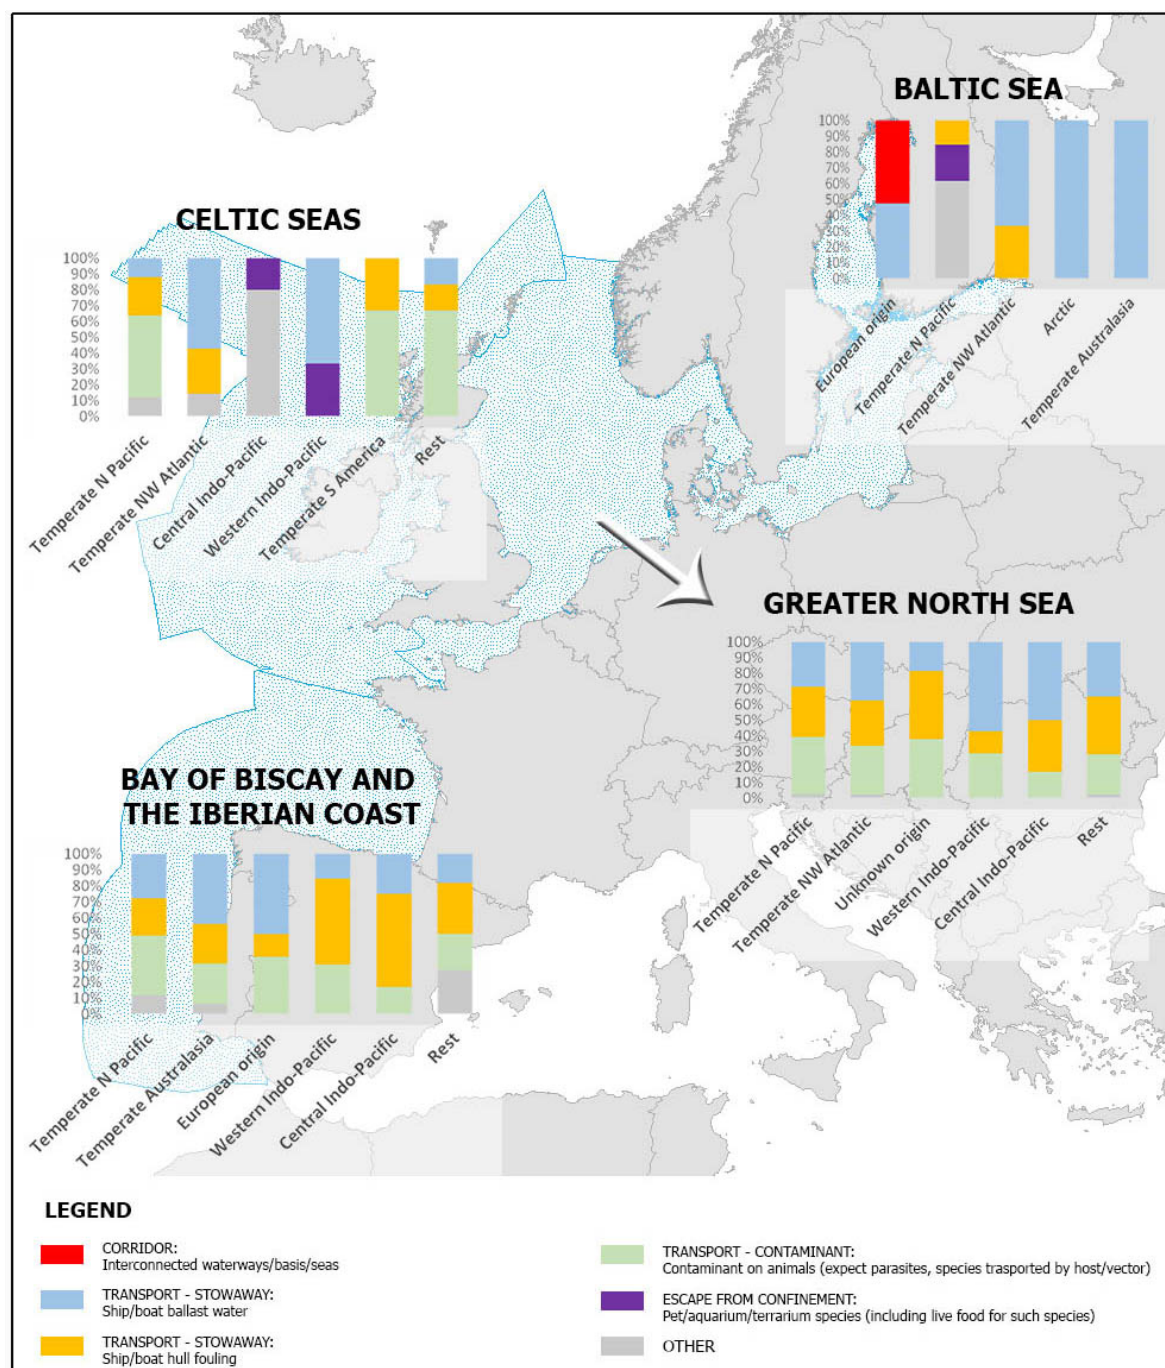 BALTIC SEA
100%
90%
80%
70%
60%
50%
40%
30%
20%
10%
0%
European origin
Temperate N Pacific
Temperate NW Atlantic
Arctic
Temperate Australasia
CELTIC SEAS
100%
90%
80%
70%
60%
50%
40%
30%
20%
10%
0%
Temperate N Pacific
Temperate NW Atlantic
Central Indo-Pacific
Western Indo-Pacific
Temperate S America
Rest
GREATER NORTH SEA
100%
90%
80%
70%
60%
50%
40%
30%
20%
10%
0%
Temperate N Pacific
Temperate NW Atlantic
Unknown origin
Western Indo-Pacific
Central Indo-Pacific
Rest
BAY OF BISCAY AND
THE IBERIAN COAST
100%
90%
80%
70%
60%
50%
40%
30%
20%
10%
0%
Temperate N Pacific
Temperate Australasia
European origin
Western Indo-Pacific
Central Indo-Pacific
Rest
LEGEND
CORRIDOR:
Interconnected waterways/basis/seas
TRANSPORT - STOWAWAY:
Ship/boat ballast water
TRANSPORT - STOWAWAY:
Ship/boat hull fouling
TRANSPORT - CONTAMINANT:
Contaminant on animals (expect parasites, species trasported by host/vector)
ESCAPE FROM CONFINEMENT:
Pet/aquarium/terrarium species (including live food for such species)
OTHER